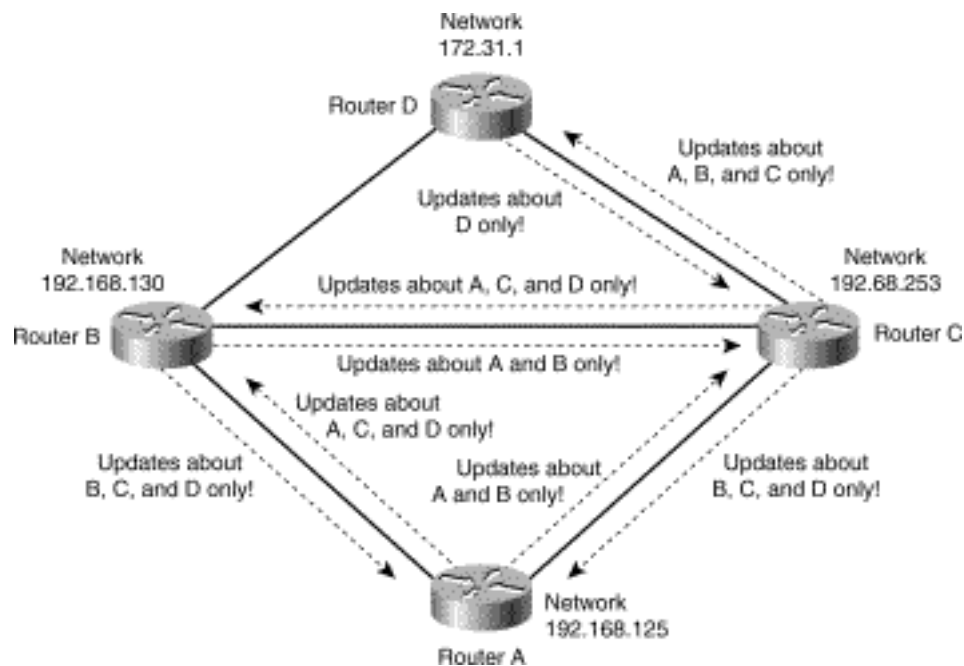 Network
172.31.1
Router D
Updates about
A, B, and C only!
Updates about
D only!
Network
192.168.130
Network
192.68.253
Updates about A, C, and D only!
Router B
Router C
Updates about A and B only!
Updates about
A, C, and D only!
Updates about
B, C, and D only!
Updates about
A and B only!
Updates about
B, C, and D only!
Network
192.168.125
Router A